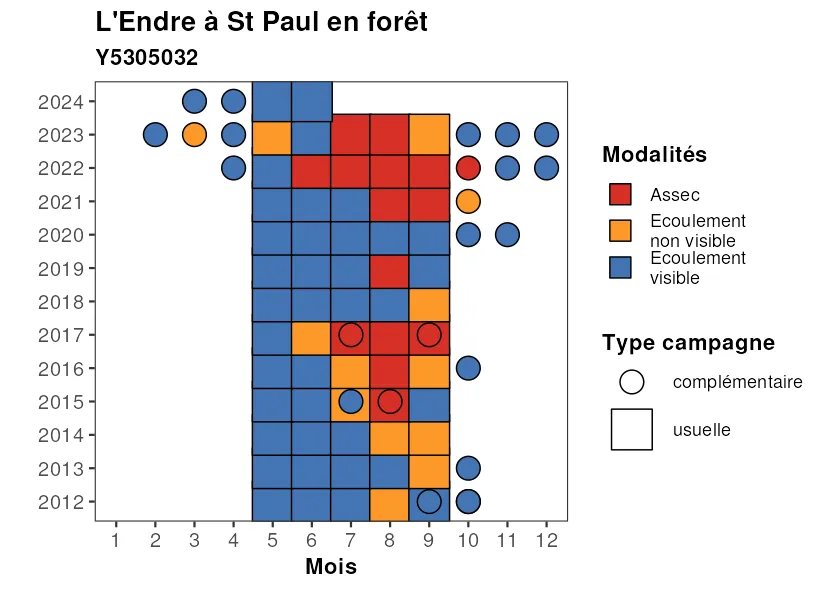 L'Endre à St Paul en forêt
Y5305032
2024
2023
2022
2021
2020
2019
2018
2017
2016
2015
2014
2013
2012
1 2 3 4 5 6 7 8 9 10 11 12
Mois
Modalités
Assec
Ecoulement
non visible
Ecoulement
visible
Type campagne
complémentaire
usuelle